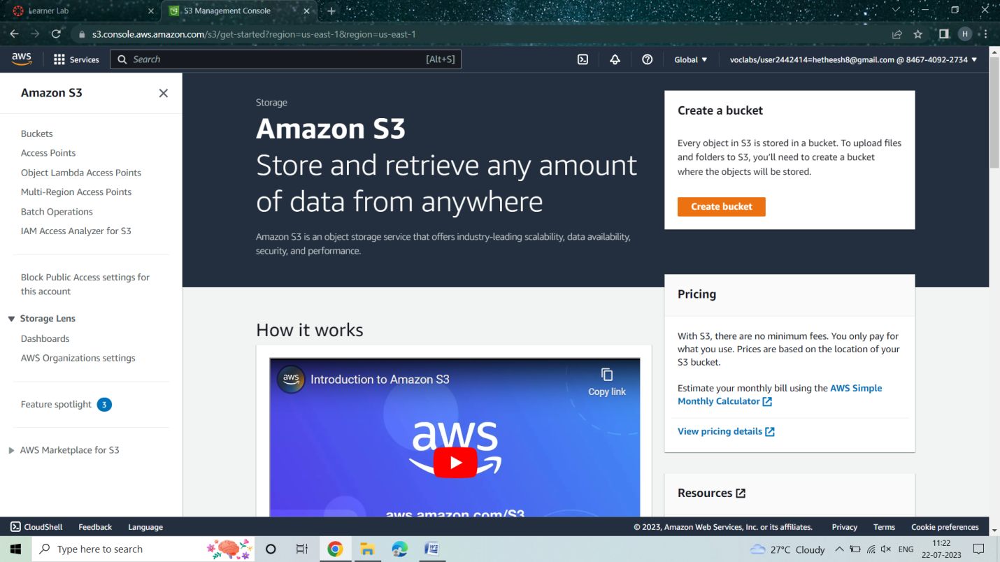 Learner Lab
S3 Management Console
s3.console.aws.amazon.com/s3/get-started?region=us-east-1&region=us-east-1
H
aws
Services
Search
[Alt+S]
Global
voclabs/user2442414=hetheesh8@gmail.com @ 8467-4092-2734
Amazon S3
Buckets
Access Points
Object Lambda Access Points
Multi-Region Access Points
Batch Operations
IAM Access Analyzer for S3
Block Public Access settings for
this account
Storage Lens
Dashboards
AWS Organizations settings
Feature spotlight 3
AWS Marketplace for S3
Storage
Amazon S3
Store and retrieve any amount
of data from anywhere
Amazon S3 is an object storage service that offers industry-leading scalability, data availability,
security, and performance.
How it works
aws
Introduction to Amazon S3
Copy link
aws
aws.amazon.com/S3
Create a bucket
Every object in S3 is stored in a bucket. To upload files
and folders to S3, you'll need to create a bucket
where the objects will be stored.
Create bucket
Pricing
With S3, there are no minimum fees. You only pay for
what you use. Prices are based on the location of your
S3 bucket.
Estimate your monthly bill using the AWS Simple
Monthly Calculator
View pricing details
Resources
CloudShell
Feedback
Language
© 2023, Amazon Web Services, Inc. or its affiliates.
Privacy
Terms
Cookie preferences
Type here to search
27°C Cloudy
ENG
11:22
22-07-2023